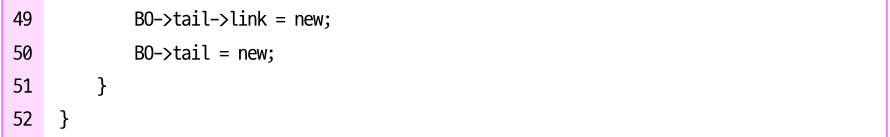 49        BO->tail->link = new;
50        BO->tail = new;
51    }
52 }